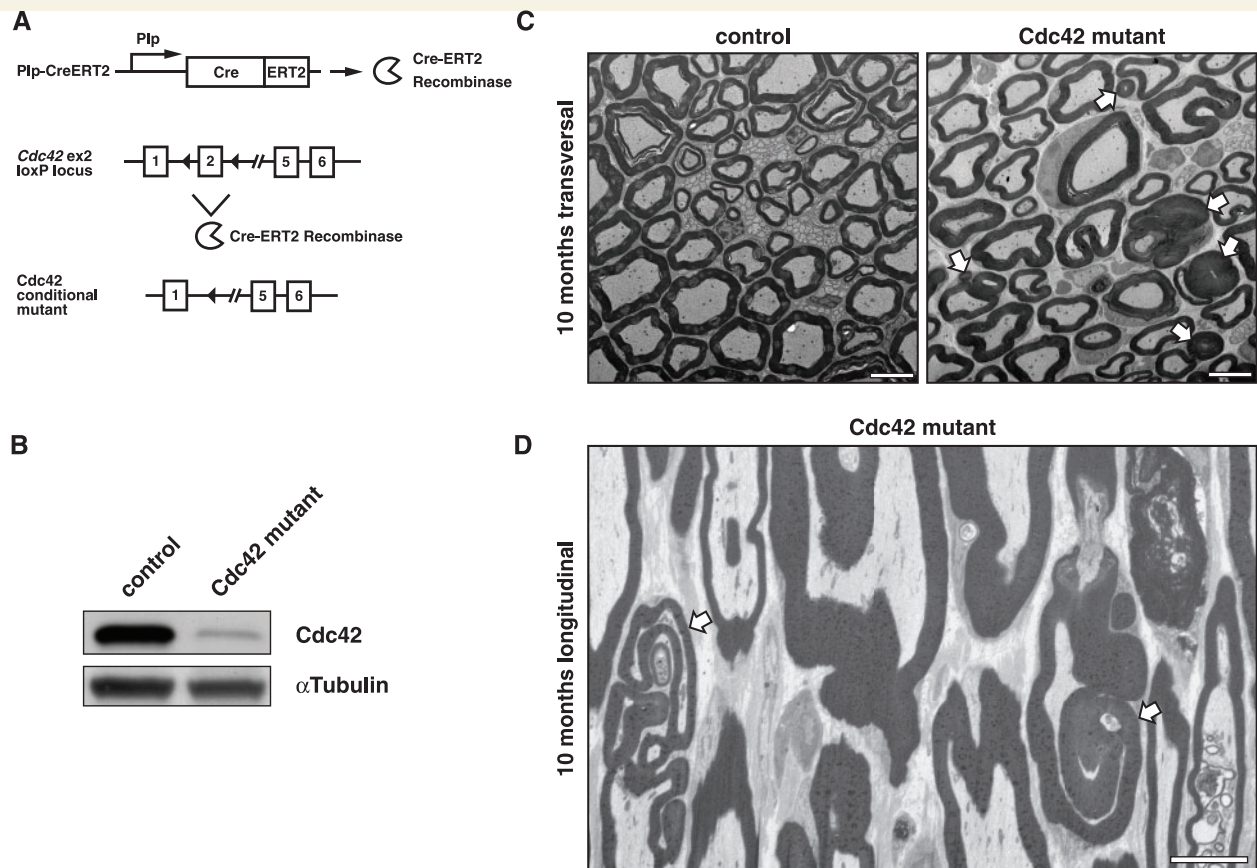 A
Plp
Plp-CreERT2
Cre
ERT2
Cre-ERT2
Recombinase
Cdc42 ex2
loxP locus
1
2
5
6
Cre-ERT2 Recombinase
Cdc42
conditional
mutant
1
5
6
B
control
Cdc42 mutant
Cdc42
αTubulin
C
control
Cdc42 mutant
10 months transversal
D
Cdc42 mutant
10 months longitudinal